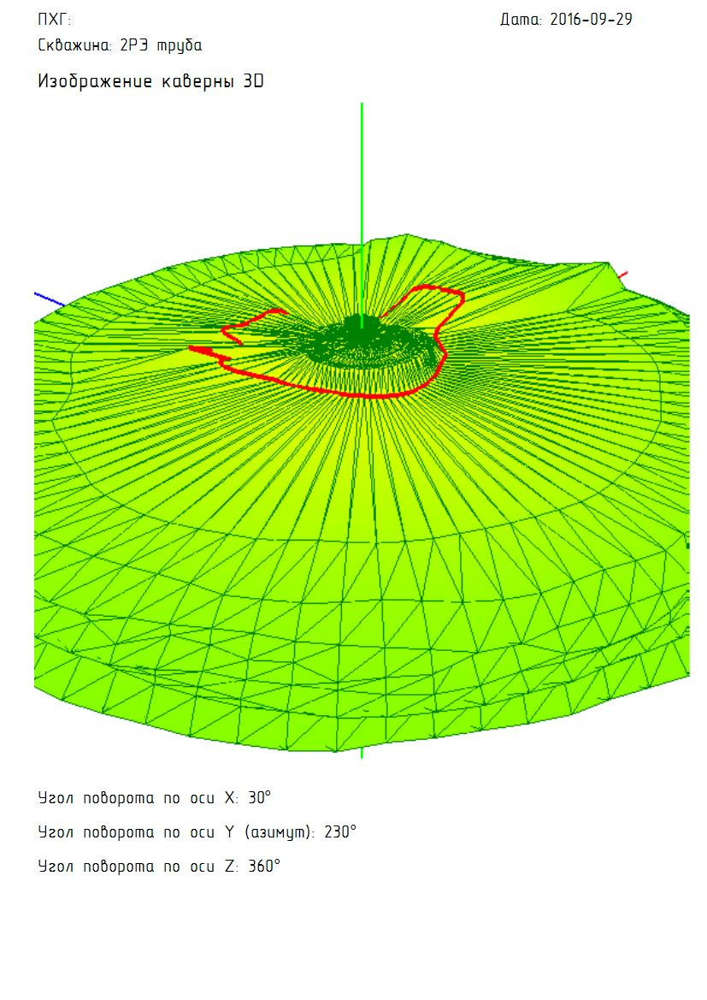 ПХГ:
Дата: 2016-09-29
Скважина: 2РЭ труба
Изображение каверны 3D
Угол поворота по оси X: 30°
Угол поворота по оси Y (азимут): 230°
Угол поворота по оси Z: 360°